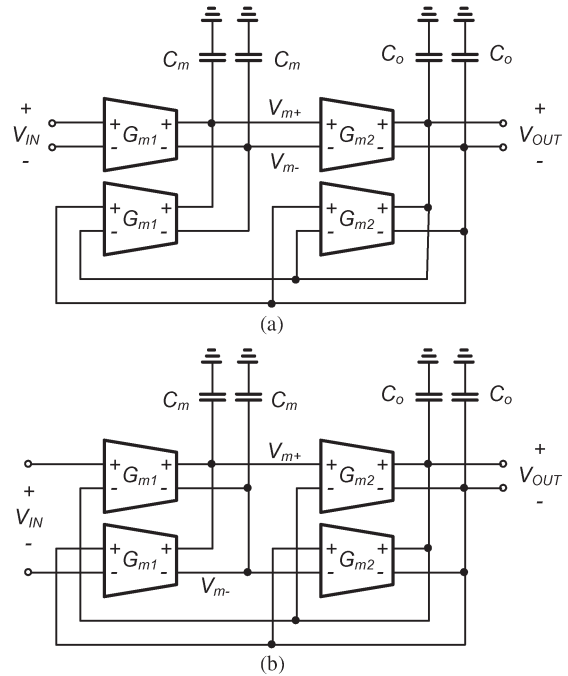 C_m C_m C_o C_o
+ + + V_m+ + + +
V_IN G_m1 G_m2 V_OUT
- - - V_m- - - -
+ + + +
G_m1 G_m2
- - - -
(a)
C_m C_m C_o C_o
+ + V_m+ + + +
G_m1 G_m2 V_OUT
+ - - - - -
V_IN + + + +
- G_m1 G_m2
- - V_m- - -
(b)